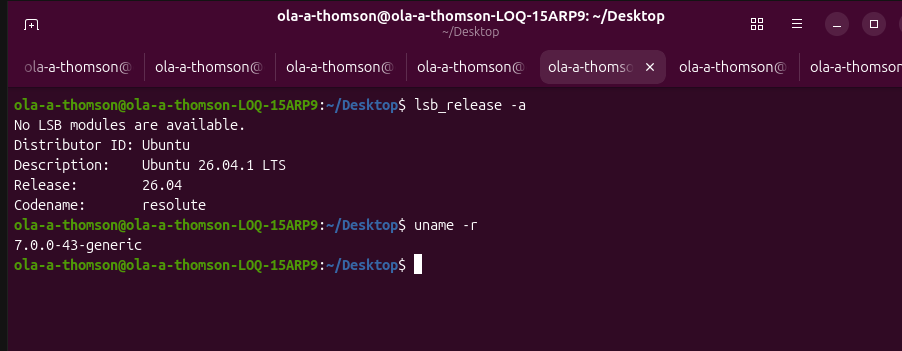 ola-a-thomson@ola-a-thomson-LOQ-15ARP9: ~/Desktop
~/Desktop
ola-a-thomson@ ola-a-thomson@ ola-a-thomson@ ola-a-thomson@ ola-a-thoms ola-a-thomson@ ola-a-thomson
ola-a-thomson@ola-a-thomson-LOQ-15ARP9:~/Desktop$ lsb_release -a
No LSB modules are available.
Distributor ID: Ubuntu
Description:    Ubuntu 26.04.1 LTS
Release:        26.04
Codename:       resolute
ola-a-thomson@ola-a-thomson-LOQ-15ARP9:~/Desktop$ uname -r
7.0.0-43-generic
ola-a-thomson@ola-a-thomson-LOQ-15ARP9:~/Desktop$